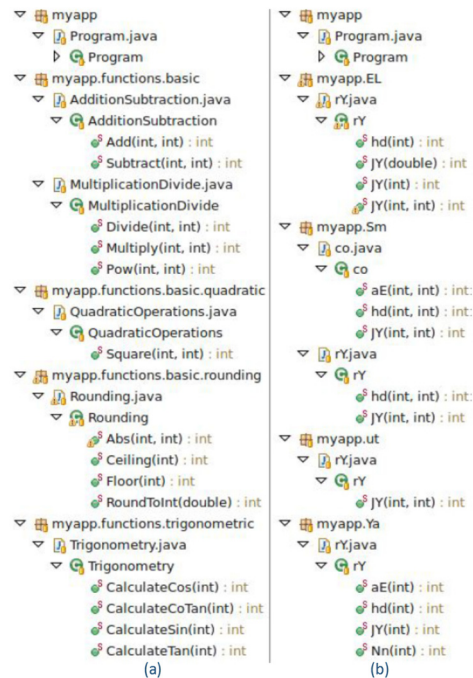 myapp
Program.java
Program
myapp.functions.basic
AdditionSubtraction.java
AdditionSubtraction
Add(int, int) : int
Subtract(int, int) : int
MultiplicationDivide.java
MultiplicationDivide
Divide(int, int) : int
Multiply(int, int) : int
Pow(int, int) : int
myapp.functions.basic.quadratic
QuadraticOperations.java
QuadraticOperations
Square(int, int) : int
myapp.functions.basic.rounding
Rounding.java
Rounding
Abs(int, int) : int
Ceiling(int) : int
Floor(int) : int
RoundToInt(double) : int
myapp.functions.trigonometric
Trigonometry.java
Trigonometry
CalculateCos(int) : int
CalculateCoTan(int) : int
CalculateSin(int) : int
CalculateTan(int) : int
(a)
myapp
Program.java
Program
myapp.EL
rY.java
rY
hd(int) : int
JY(double) : int
JY(int) : int
JY(int, int) : int
myapp.Sm
co.java
co
aE(int, int) : int
hd(int, int) : int
JY(int, int) : int
rY.java
rY
hd(int, int) : int
JY(int, int) : int
myapp.ut
rY.java
rY
JY(int, int) : int
myapp.Ya
rY.java
rY
aE(int) : int
hd(int) : int
JY(int) : int
Nn(int) : int
(b)